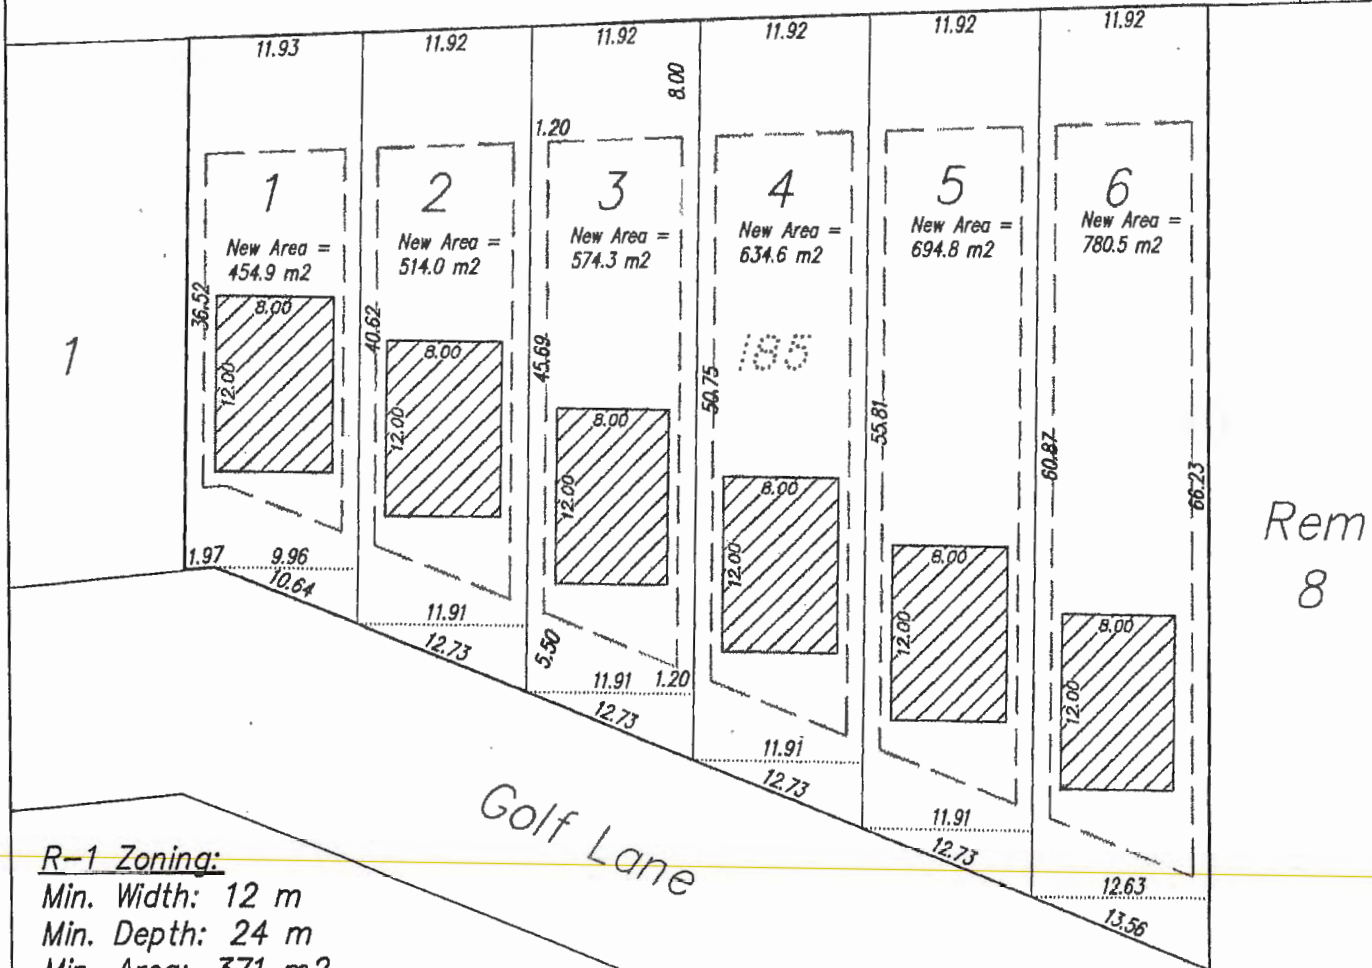 11.93
11.92
11.92
11.92
11.92
11.92
8.00
1.20
1
New Area =
454.9 m2
36.52
8.00
12.00
1.97
9.96
10.64
2
New Area =
514.0 m2
40.62
8.00
12.00
11.91
12.73
3
New Area =
574.3 m2
45.69
8.00
12.00
5.50
11.91
1.20
12.73
4
New Area =
634.6 m2
185
50.75
8.00
12.00
11.91
12.73
5
New Area =
694.8 m2
55.81
8.00
12.00
11.91
12.73
6
New Area =
780.5 m2
60.87
66.23
8.00
12.00
12.63
13.56
1
Rem
8
Golf Lane
R-1 Zoning:
Min. Width: 12 m
Min. Depth: 24 m
Min. Area: 371 m2